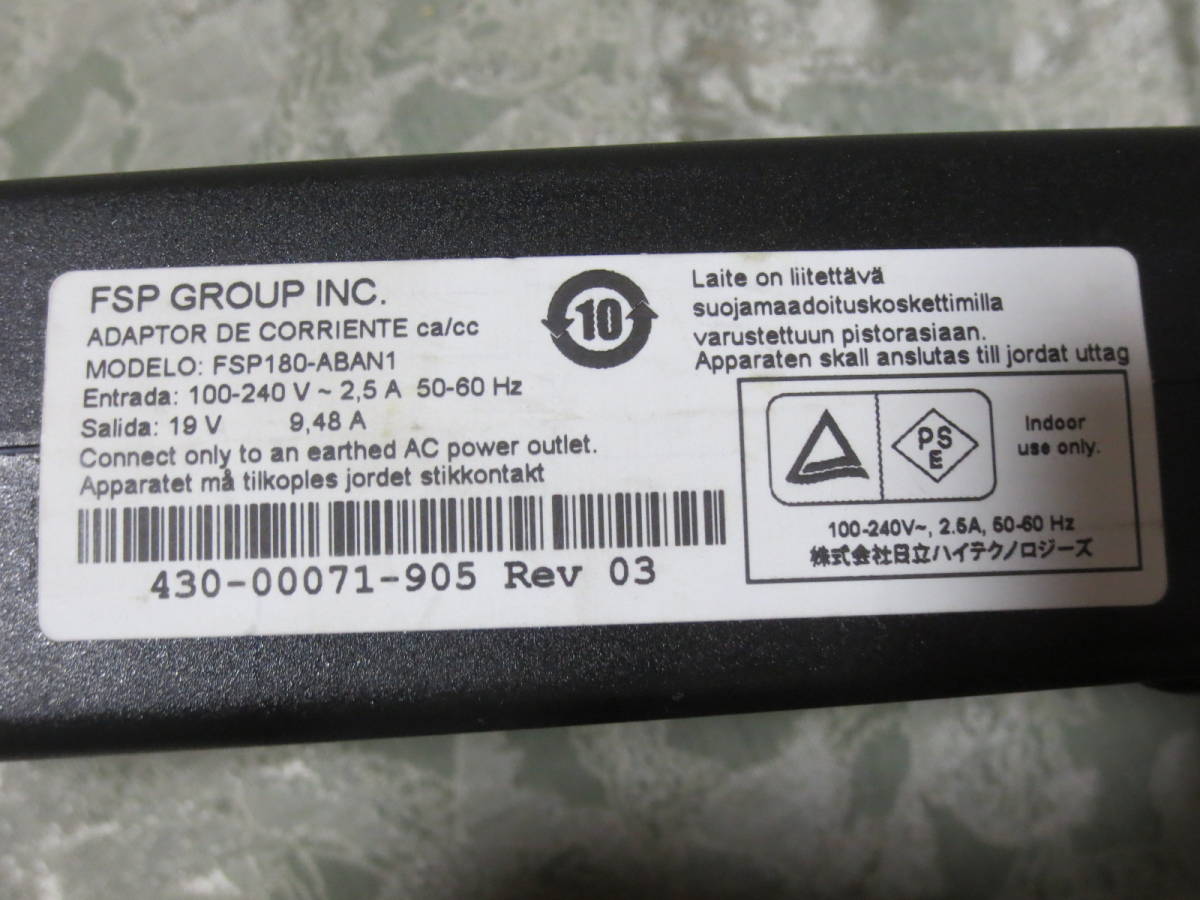 FSP GROUP INC.
ADAPTOR DE CORRIENTE ca/cc
MODELO: FSP180-ABAN1
Entrada: 100-240 V ~ 2,5 A 50-60 Hz
Salida: 19 V 9,48 A
Connect only to an earthed AC power outlet.
Apparatet må tilkoples jordet stikkontakt
430-00071-905 Rev 03
10
Laite on liitettävä
suojamaadoituskoskettimilla
varustettuun pistorasiaan.
Apparaten skall anslutas till jordat uttag
PS
E
Indoor
use only.
100-240V~, 2.5A, 50-60 Hz
株式会社日立ハイテクノロジーズ